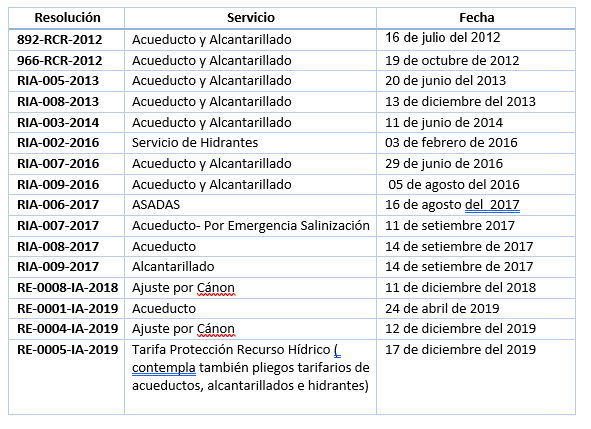 Resolución Servicio Fecha
892-RCR-2012 Acueducto y Alcantarillado 16 de julio del 2012
966-RCR-2012 Acueducto y Alcantarillado 19 de octubre de 2012
RIA-005-2013 Acueducto y Alcantarillado 20 de junio del 2013
RIA-008-2013 Acueducto y Alcantarillado 13 de diciembre del 2013
RIA-003-2014 Acueducto y Alcantarillado 11 de junio de 2014
RIA-002-2016 Servicio de Hidrantes 03 de febrero de 2016
RIA-007-2016 Acueducto y Alcantarillado 29 de junio de 2016
RIA-009-2016 Acueducto y Alcantarillado 05 de agosto del 2016
RIA-006-2017 ASADAS 16 de agosto del 2017
RIA-007-2017 Acueducto- Por Emergencia Salinización 11 de setiembre 2017
RIA-008-2017 Acueducto 14 de setiembre de 2017
RIA-009-2017 Alcantarillado 14 de setiembre de 2017
RE-0008-IA-2018 Ajuste por Cánon 11 de diciembre del 2018
RE-0001-IA-2019 Acueducto 24 de abril de 2019
RE-0004-IA-2019 Ajuste por Cánon 12 de diciembre del 2019
RE-0005-IA-2019 Tarifa Protección Recurso Hídrico ( 17 de diciembre del 2019
contempla también pliegos tarifarios de
acueductos, alcantarillados e hidrantes)